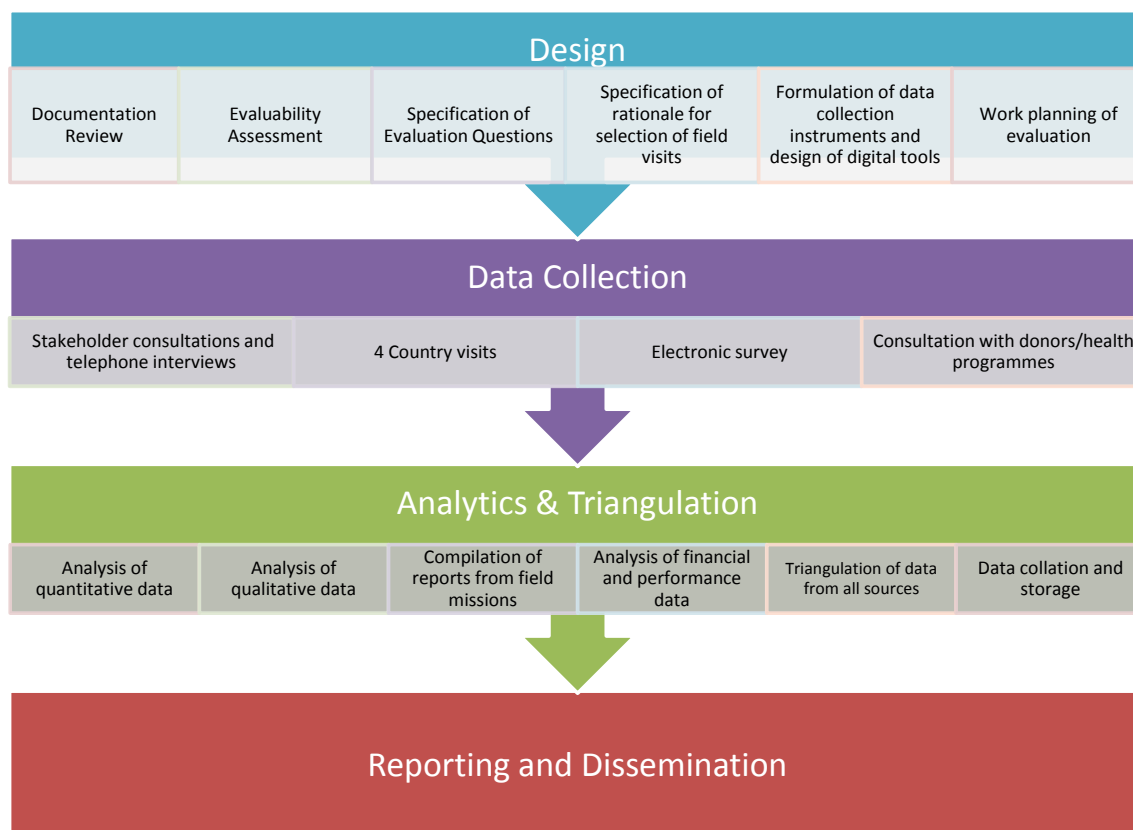 Design
Documentation
Review
Evaluability
Assessment
Specification of
Evaluation Questions
Specification of
rationale for
selection of field
visits
Formulation of data
collection
instruments and
design of digital tools
Work planning of
evaluation
Data Collection
Stakeholder consultations and
telephone interviews
4 Country visits
Electronic survey
Consultation with donors/health
programmes
Analytics & Triangulation
Analysis of
quantitative data
Analysis of
qualitative data
Compilation of
reports from field
missions
Analysis of financial
and performance
data
Triangulation of data
from all sources
Data collation and
storage
Reporting and Dissemination